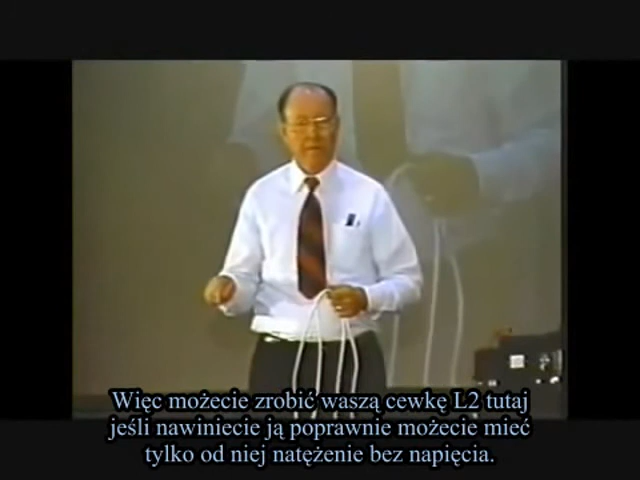 Więc możecie zrobić waszą cewkę L2 tutaj
jeśli nawiniecie ją poprawnie możecie mieć
tylko od niej natężenie bez napięcia.